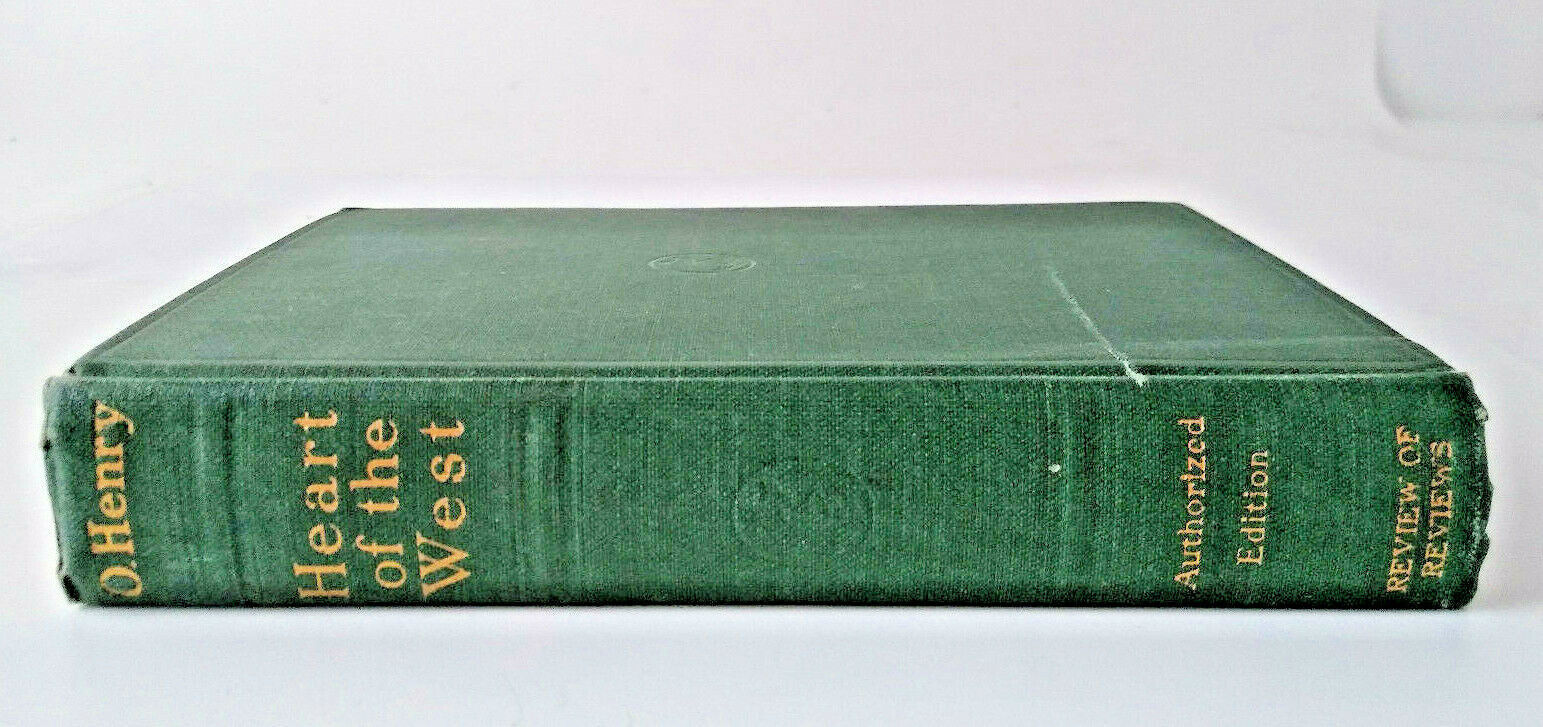 O. Henry
Heart
of the
West
Authorized
Edition
REVIEW OF
REVIEWS